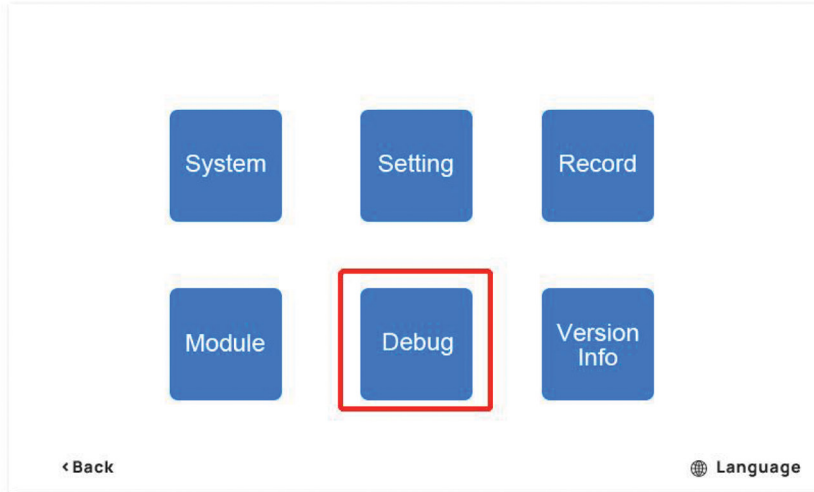 System
Setting
Record
Module
Debug
Version
Info
Back
Language